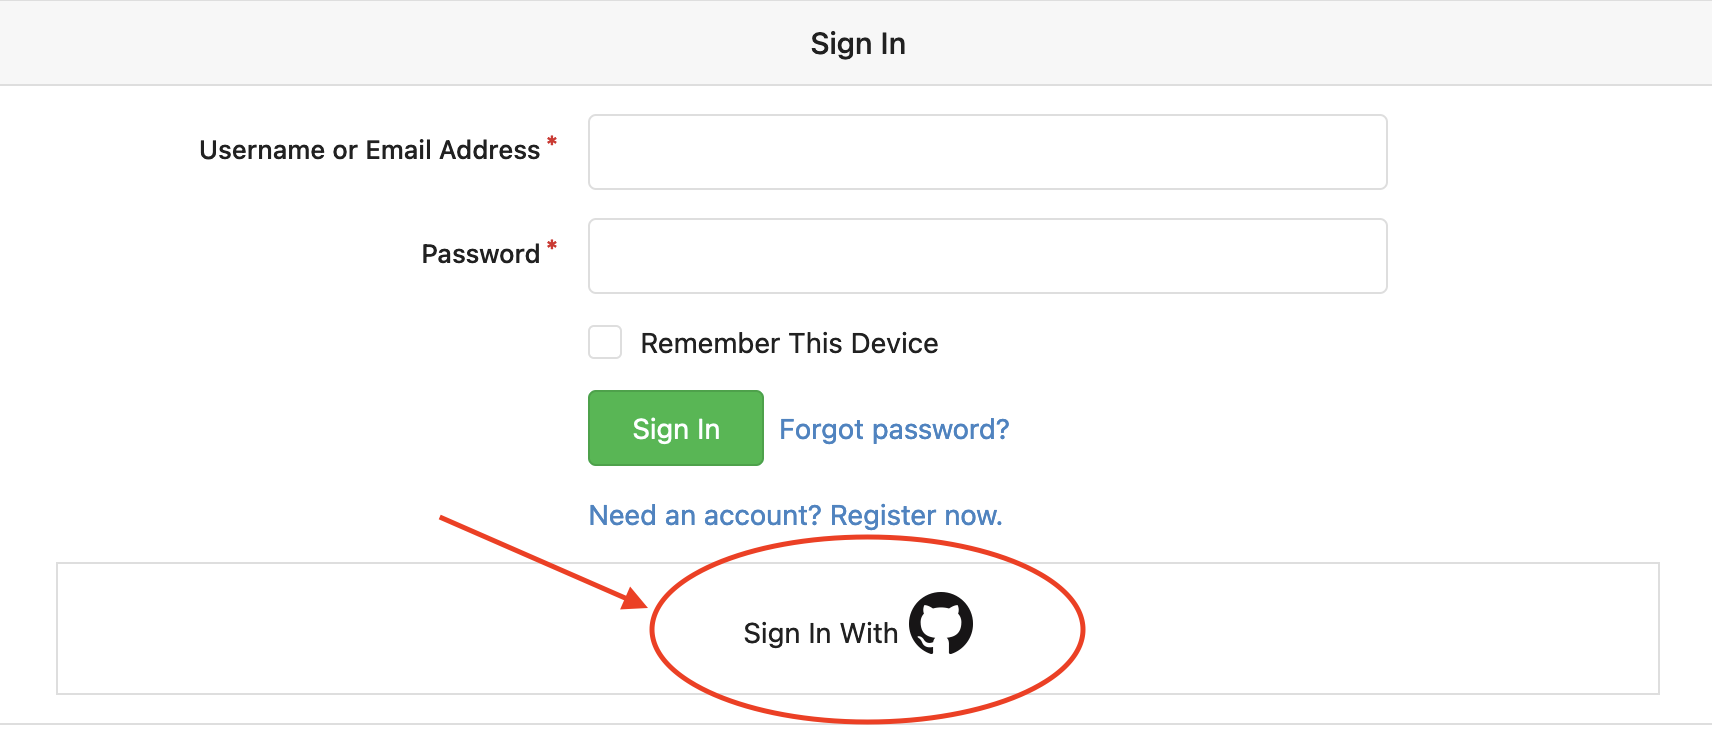 Sign In
Username or Email Address *
Password *
Remember This Device
Sign In Forgot password?
Need an account? Register now.
Sign In With